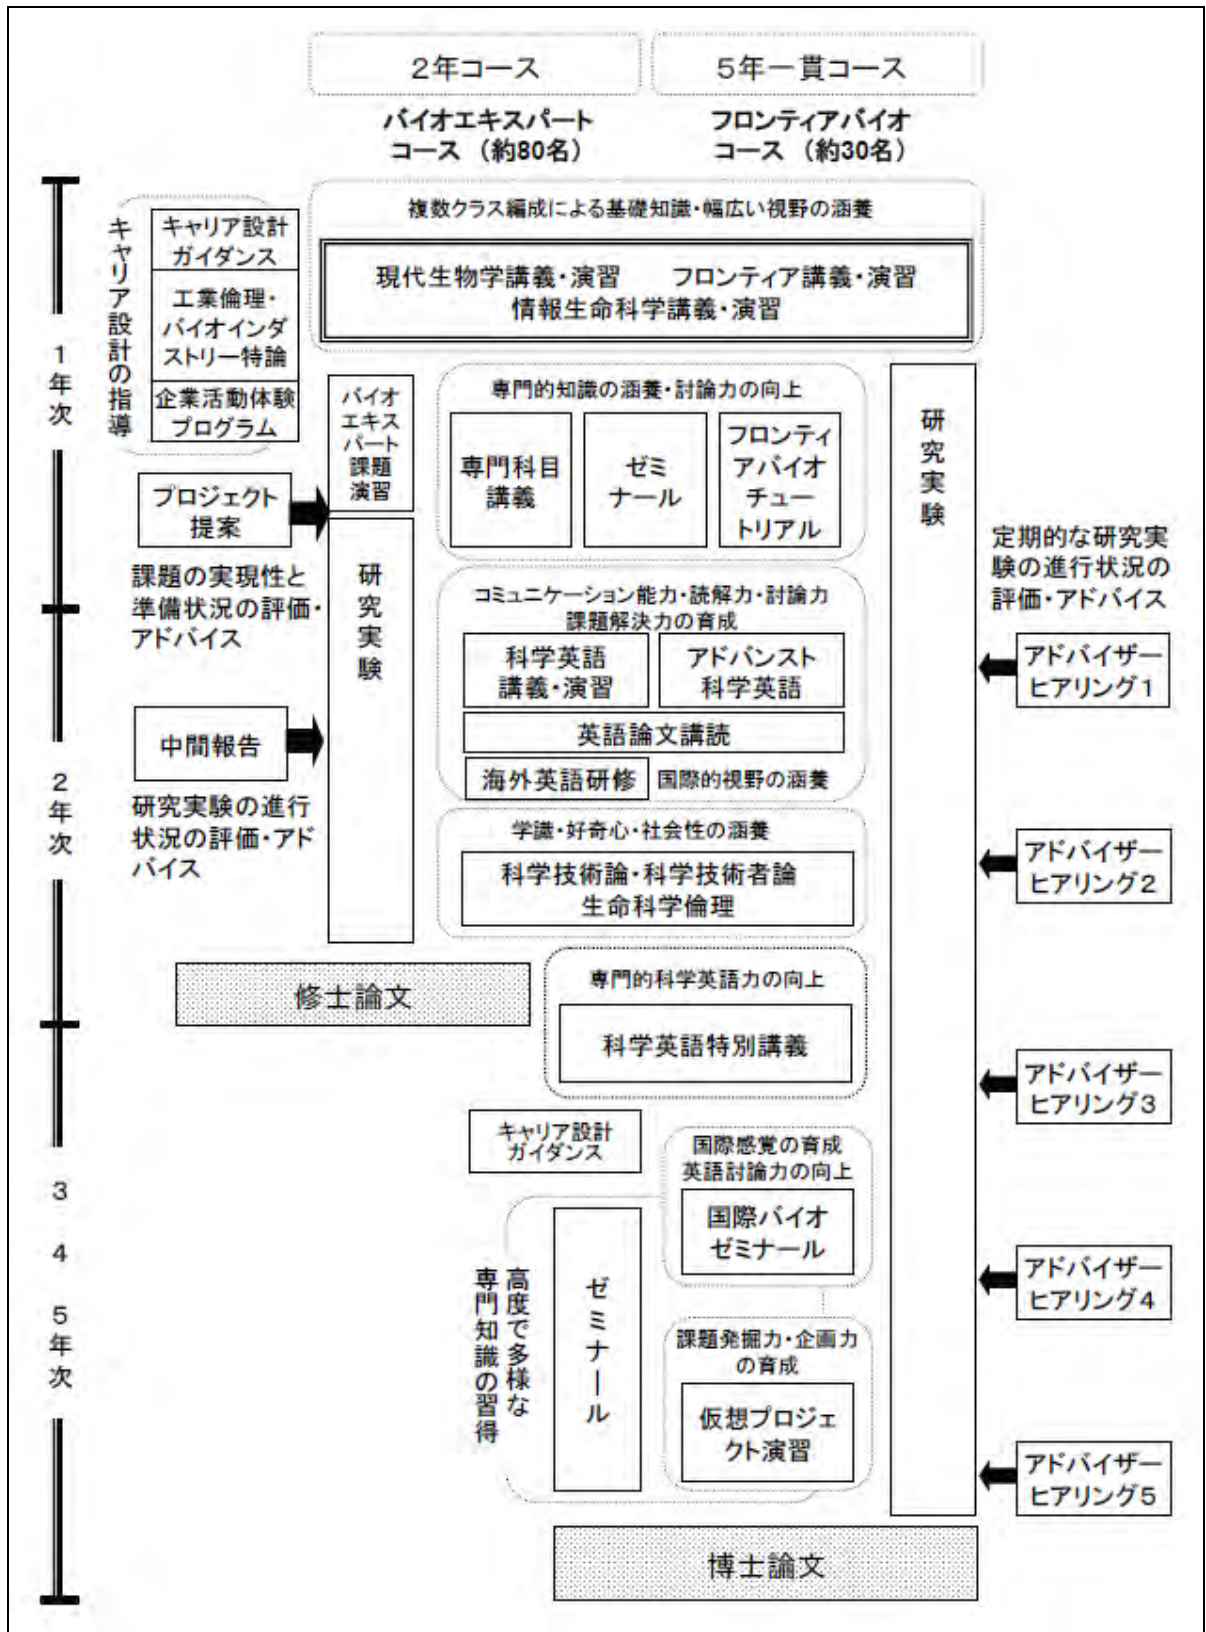 2年コース
5年一貫コース
バイオエキスパート
コース（約80名）
フロンティアバイオ
コース（約30名）
キャリア設計の指導
キャリア設計
ガイダンス
工業倫理・
バイオインダ
ストリー特論
企業活動体験
プログラム
複数クラス編成による基礎知識・幅広い視野の涵養
現代生物学講義・演習　フロンティア講義・演習
情報生命科学講義・演習
1年次
バイオ
エキス
パート
課題
演習
専門的知識の涵養・討論力の向上
専門科目
講義
ゼミ
ナール
フロンティ
アバイオ
チュー
トリアル
研究実験
プロジェクト
提案
課題の実現性と
準備状況の評価・
アドバイス
研究実験
定期的な研究実
験の進行状況の
評価・アドバイス
コミュニケーション能力・読解力・討論力
課題解決力の育成
科学英語
講義・演習
アドバンスト
科学英語
英語論文講読
海外英語研修
国際的視野の涵養
アドバイザー
ヒアリング1
中間報告
研究実験の進行
状況の評価・アド
バイス
2年次
学識・好奇心・社会性の涵養
科学技術論・科学技術者論
生命科学倫理
アドバイザー
ヒアリング2
修士論文
専門的科学英語力の向上
科学英語特別講義
アドバイザー
ヒアリング3
キャリア設計
ガイダンス
国際感覚の育成
英語討論力の向上
国際バイオ
ゼミナール
3
4
5年次
高度で多様な
専門知識の習得
ゼミナール
アドバイザー
ヒアリング4
課題発掘力・企画力
の育成
仮想プロジェ
クト演習
アドバイザー
ヒアリング5
博士論文